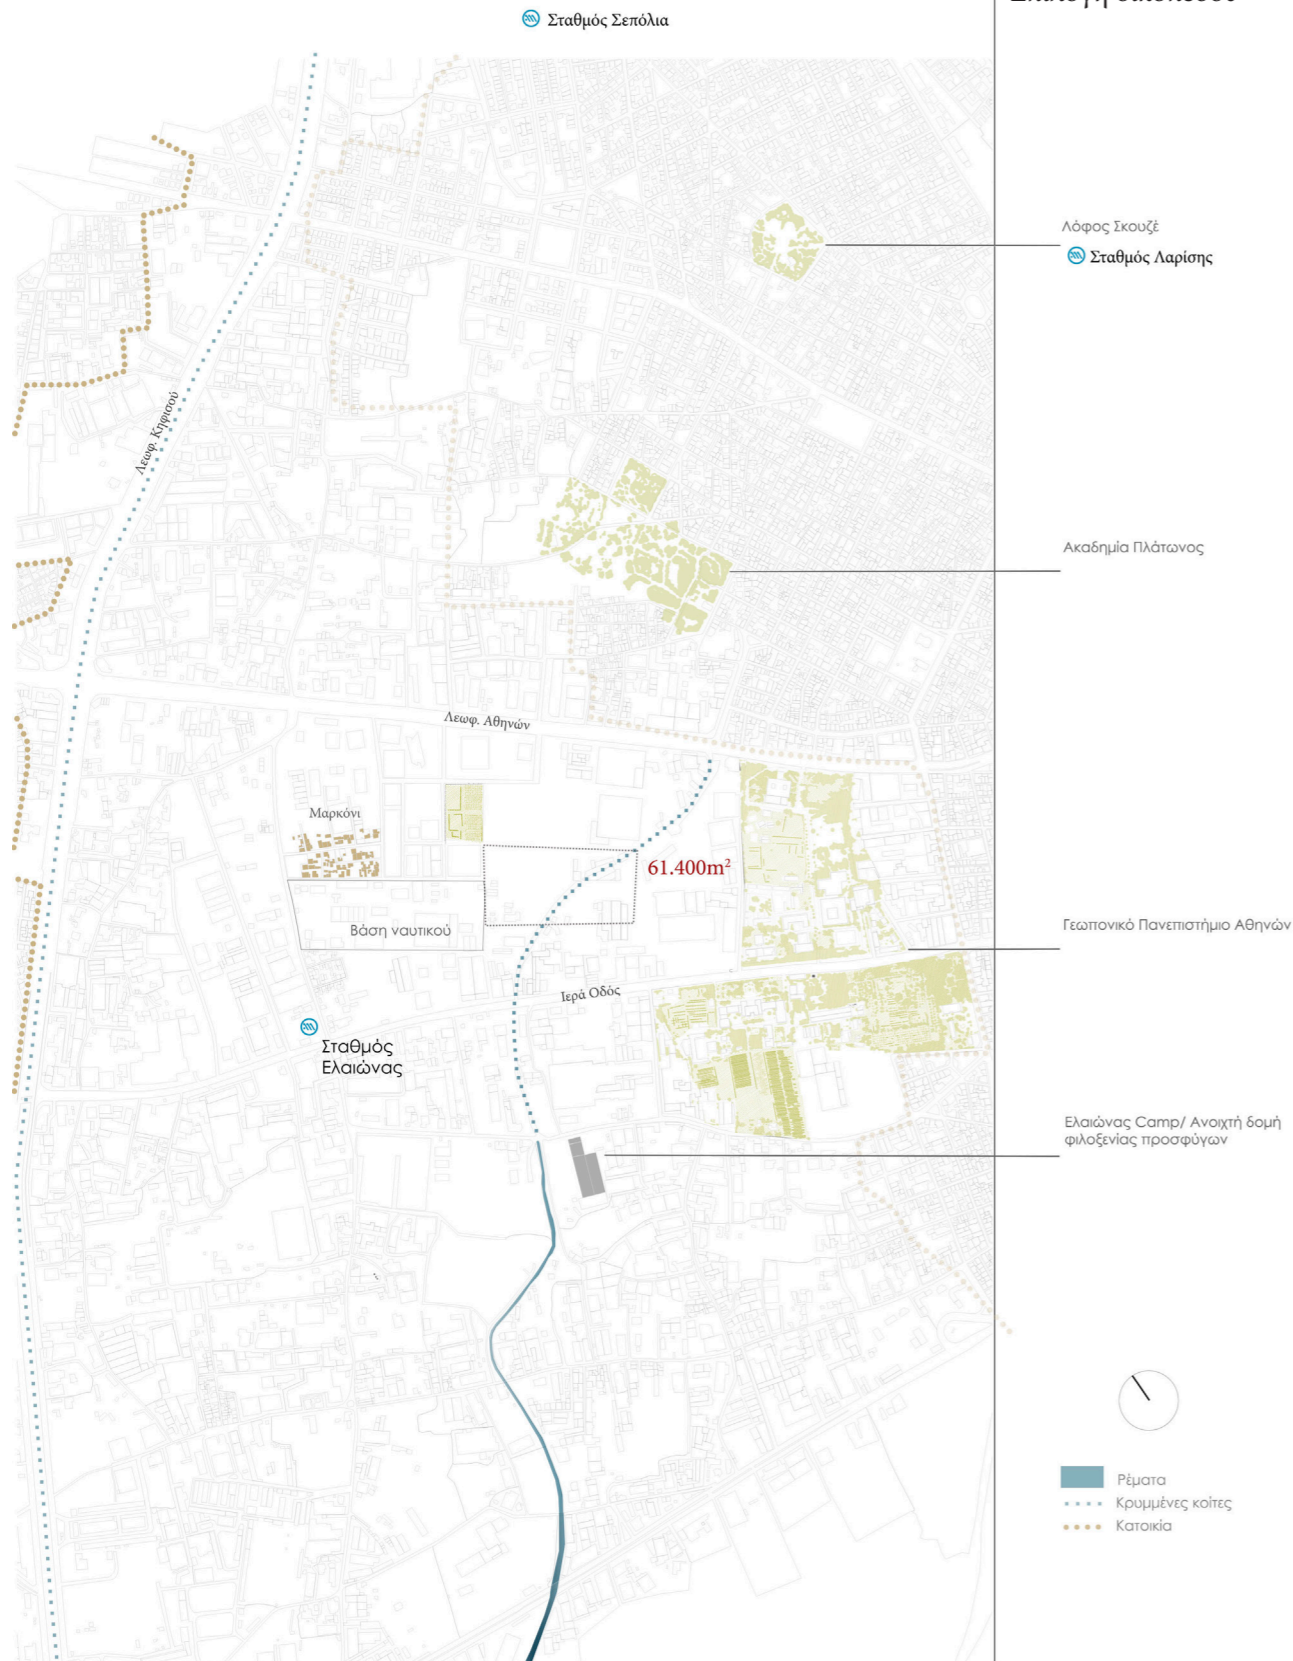 Σταθμός Σεπόλια
Λόφος Σκουζέ
Σταθμός Λαρίσης
Λεωφ. Κηφισού
Ακαδημία Πλάτωνος
Λεωφ. Αθηνών
Μαρκόνι
61.400m²
Βάση ναυτικού
Γεωπονικό Πανεπιστήμιο Αθηνών
Ιερά Οδός
Σταθμός
Ελαιώνας
Ελαιώνας Camp/ Ανοιχτή δομή
φιλοξενίας προσφύγων
Ρέματα
Κρυμμένες κοίτες
Κατοικία